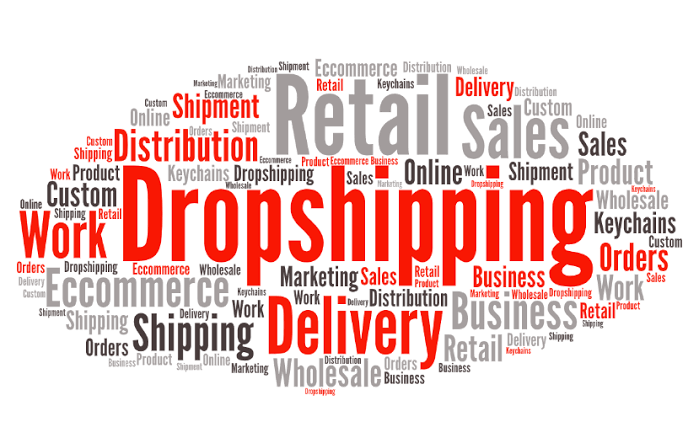 Distribution Shipment Eccommerce Distribution Wholesale
Marketing Marketing Retail Retail Keychains Delivery Distribution
Eccommerce
Custom Shipment Sales Sales Custom
Online Orders Shipment Online
Custom Distribution Sales
Shipping Eccommerce Product Eccommerce Business
Work Product Keychains Dropshipping Sales Online Work Shipment Product
Wholesale Marketing Dropshipping Keychains
Custom Dropshipping Wholesale
Online Shipping Retail Keychains
Work Custom
Orders Dropshipping Eccommerce Wholesale Marketing Sales Retail Business Orders
Delivery Product Sales
Custom Eccommerce Keychains Work Delivery Distribution Marketing Wholesale Dropshipping Work
Shipment Shipping Delivery Work Delivery Business Retail Product
Shipping Shipping
Orders Retail Delivery Shipping
Business Product Online Distribution Orders Keychains
Shipment Marketing Wholesale Business Business
Dropshipping